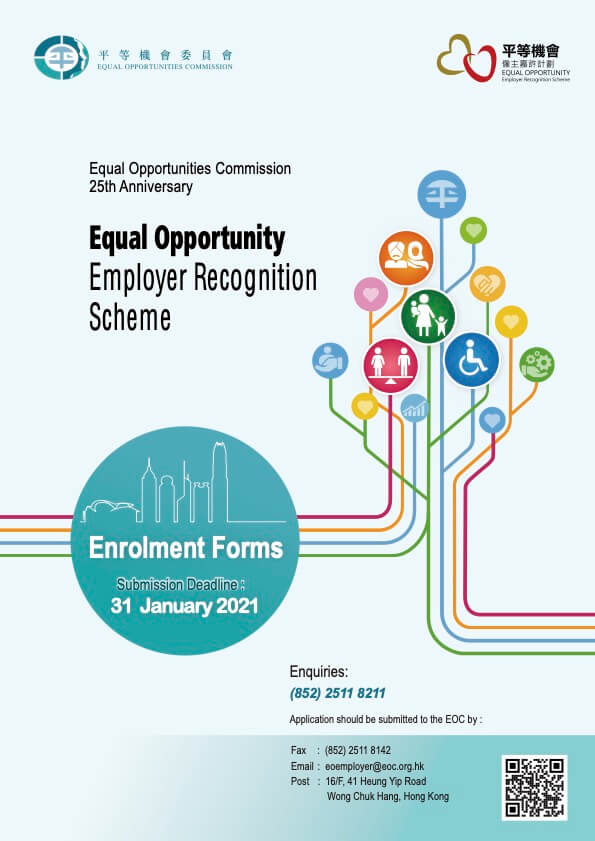 平等機會委員會
EQUAL OPPORTUNITIES COMMISSION
平等機會
僱主嘉許計劃
EQUAL OPPORTUNITY
Employer Recognition Scheme
Equal Opportunities Commission
25th Anniversary
Equal Opportunity
Employer Recognition
Scheme
Enrolment Forms
Submission Deadline :
31 January 2021
Enquiries:
(852) 2511 8211
Application should be submitted to the EOC by :
Fax : (852) 2511 8142
Email : eoemployer@eoc.org.hk
Post : 16/F, 41 Heung Yip Road
Wong Chuk Hang, Hong Kong